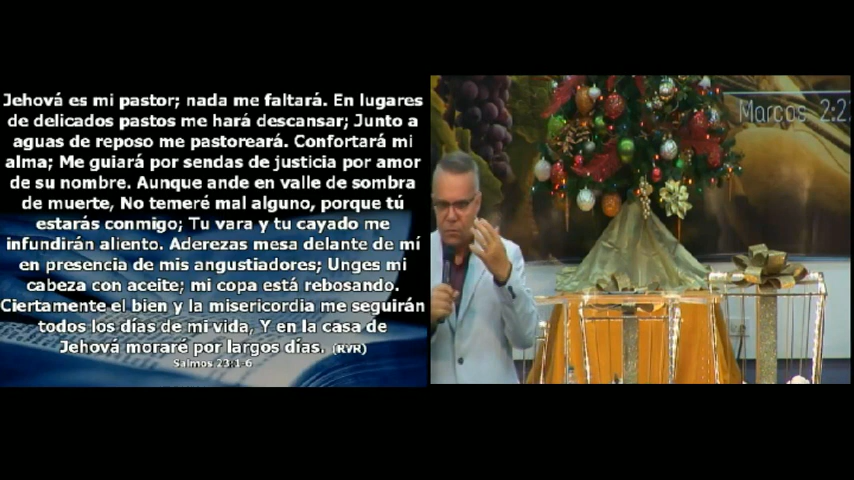 Jehová es mi pastor; nada me faltará. En lugares
de delicados pastos me hará descansar; Junto a
aguas de reposo me pastoreará. Confortará mi
alma; Me guiará por sendas de justicia por amor
de su nombre. Aunque ande en valle de sombra
de muerte, No temeré mal alguno, porque tú
estarás conmigo; Tu vara y tu cayado me
infundirán aliento. Aderezas mesa delante de mí
en presencia de mis angustiadores; Unges mi
cabeza con aceite; mi copa está rebosando.
Ciertamente el bien y la misericordia me seguirán
todos los días de mi vida, Y en la casa de
Jehová moraré por largos días. (RVR)
Salmos 23:1-6
Marcos 2:2